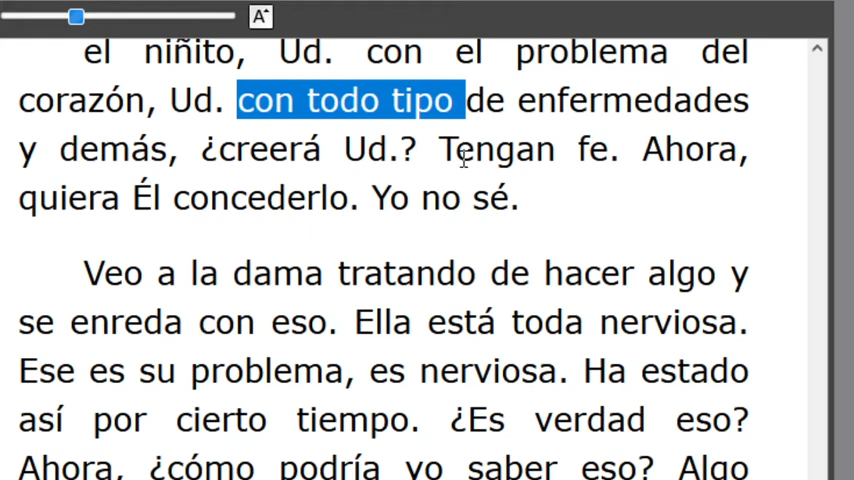 A
el niñito, Ud. con el problema del
corazón, Ud. con todo tipo de enfermedades
y demás, ¿creerá Ud.? Tengan fe. Ahora,
quiera Él concederlo. Yo no sé.
Veo a la dama tratando de hacer algo y
se enreda con eso. Ella está toda nerviosa.
Ese es su problema, es nerviosa. Ha estado
así por cierto tiempo. ¿Es verdad eso?
Ahora, ¿cómo podría yo saber eso? Algo